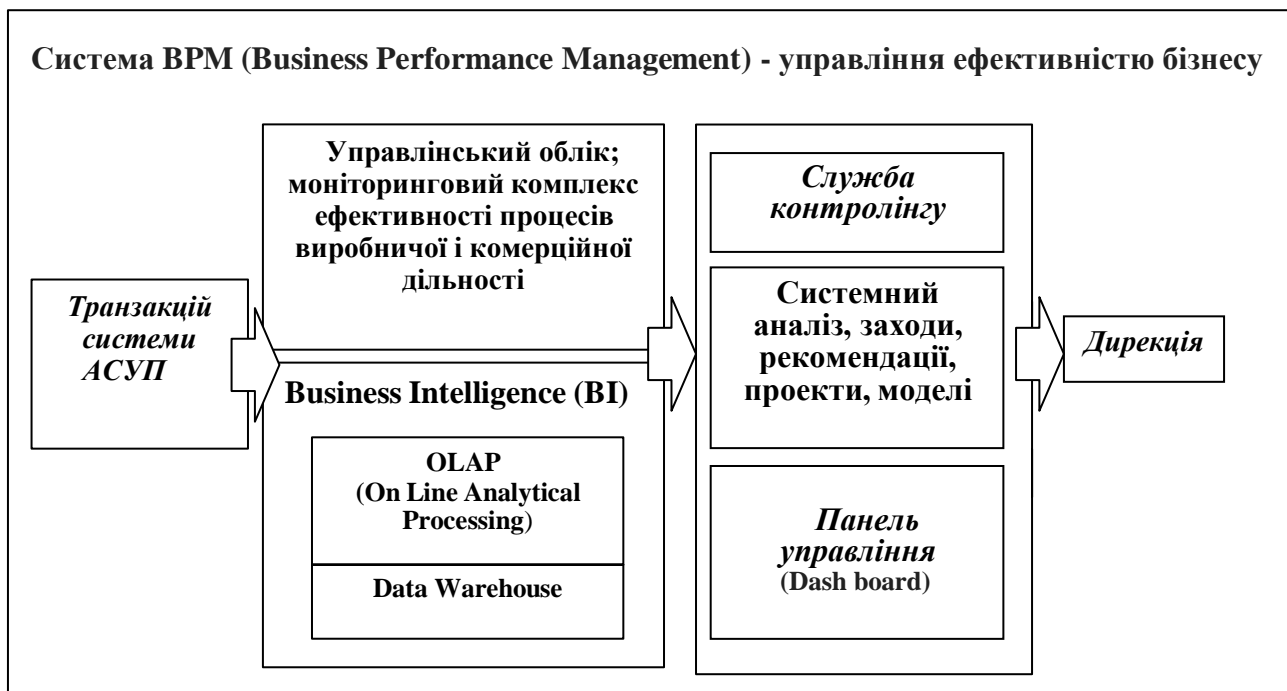 Система BPM (Business Performance Management) - управління ефективністю бізнесу
Управлінський облік;
моніторинговий комплекс
ефективності процесів
виробничої і комерційної
дільності
Транзакцій
системи
АСУП
Business Intelligence (BI)
OLAP
(On Line Analytical
Processing)
Data Warehouse
Служба
контролінгу
Системний
аналіз, заходи,
рекомендації,
проекти, моделі
Панель
управління
(Dash board)
Дирекція